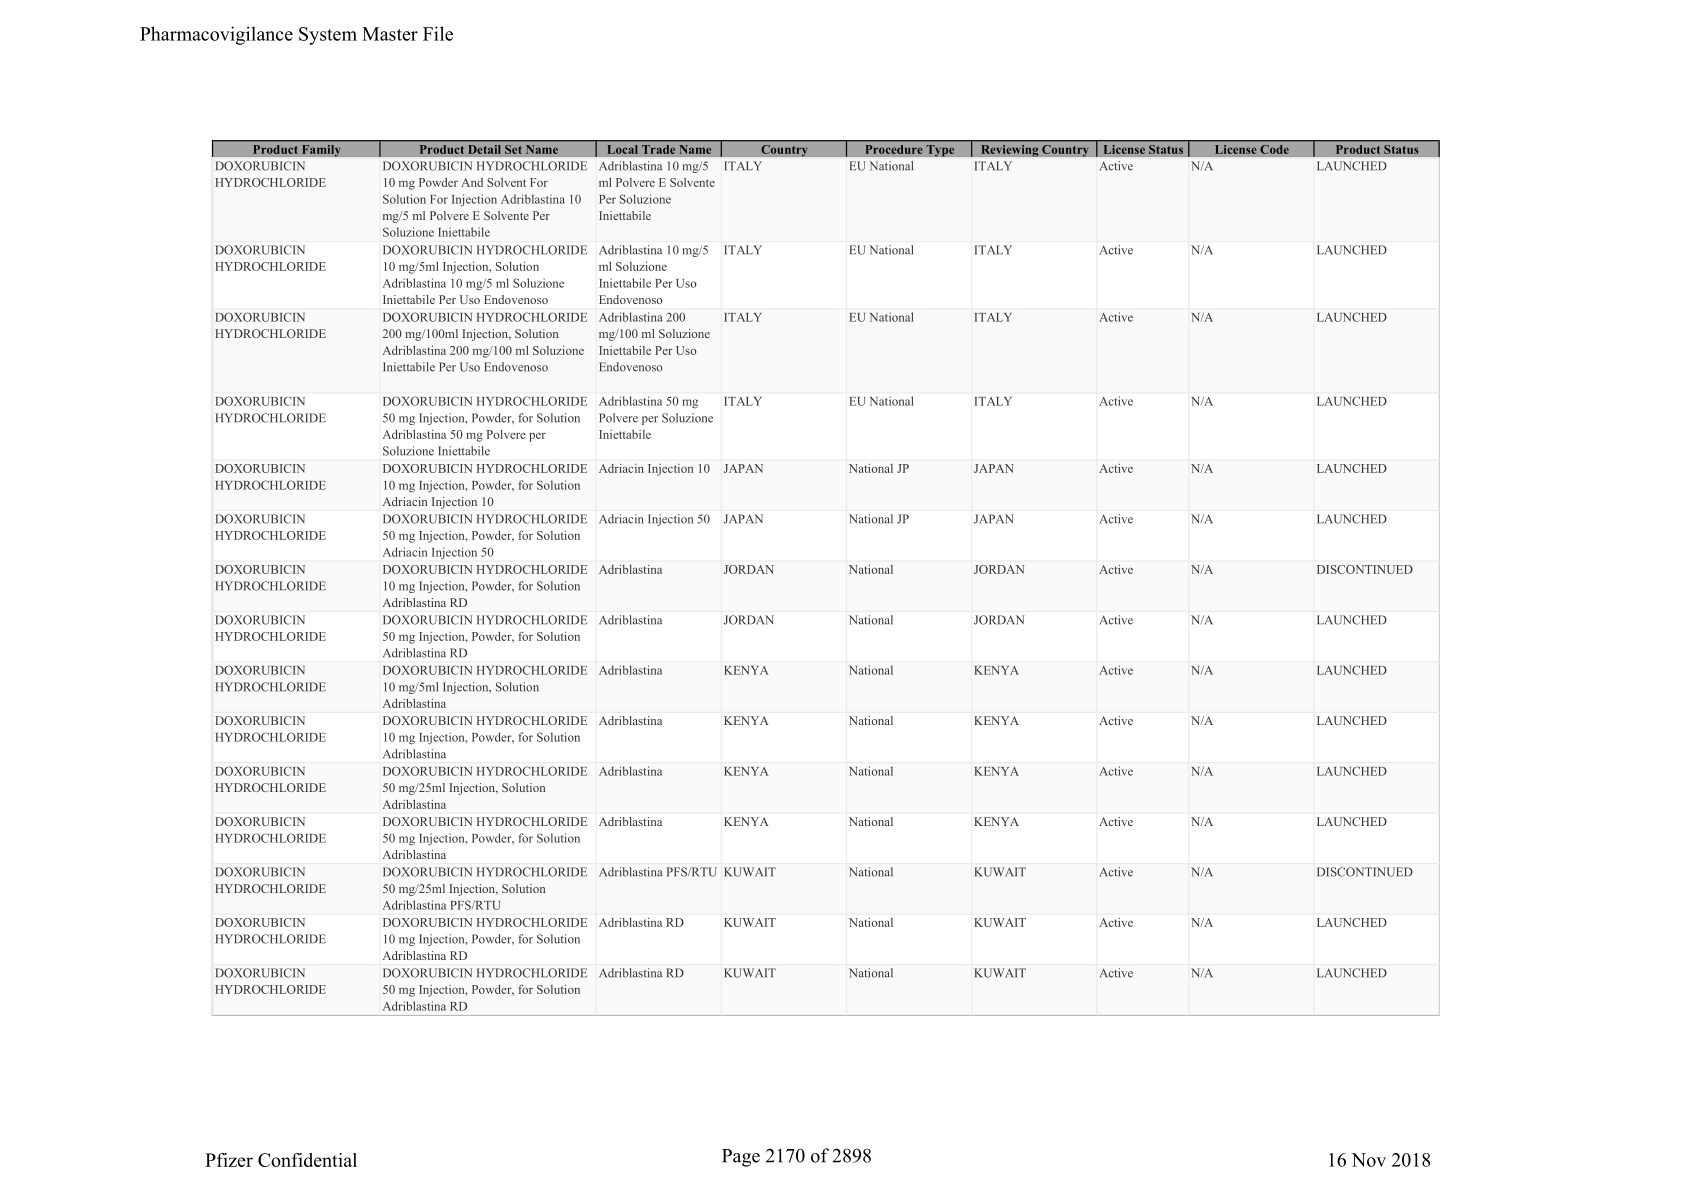 Pharmacovigilance System Master File
Product Family Product Detail Set Name Local Trade Name Country Procedure Type Reviewing Country License Status License Code Product Status
DOXORUBICIN DOXORUBICIN HYDROCHLORIDE Adriblastina 10 mg/5 ITALY EU National ITALY Active N/A LAUNCHED
HYDROCHLORIDE 10 mg Powder And Solvent For ml Polvere E Solvente
Solution For Injection Adriblastina 10 Per Soluzione
mg/5 ml Polvere E Solvente Per Iniettabile
Soluzione Iniettabile
DOXORUBICIN DOXORUBICIN HYDROCHLORIDE Adriblastina 10 mg/5 ITALY EU National ITALY Active N/A LAUNCHED
HYDROCHLORIDE 10 mg/5ml Injection, Solution ml Soluzione
Adriblastina 10 mg/5 ml Soluzione Iniettabile Per Uso
Iniettabile Per Uso Endovenoso Endovenoso
DOXORUBICIN DOXORUBICIN HYDROCHLORIDE Adriblastina 200 ITALY EU National ITALY Active N/A LAUNCHED
HYDROCHLORIDE 200 mg/100ml Injection, Solution mg/100 ml Soluzione
Adriblastina 200 mg/100 ml Soluzione Iniettabile Per Uso
Iniettabile Per Uso Endovenoso Endovenoso
DOXORUBICIN DOXORUBICIN HYDROCHLORIDE Adriblastina 50 mg ITALY EU National ITALY Active N/A LAUNCHED
HYDROCHLORIDE 50 mg Injection, Powder, for Solution Polvere per Soluzione
Adriblastina 50 mg Polvere per Iniettabile
Soluzione Iniettabile
DOXORUBICIN DOXORUBICIN HYDROCHLORIDE Adriacin Injection 10 JAPAN National JP JAPAN Active N/A LAUNCHED
HYDROCHLORIDE 10 mg Injection, Powder, for Solution
Adriacin Injection 10
DOXORUBICIN DOXORUBICIN HYDROCHLORIDE Adriacin Injection 50 JAPAN National JP JAPAN Active N/A LAUNCHED
HYDROCHLORIDE 50 mg Injection, Powder, for Solution
Adriacin Injection 50
DOXORUBICIN DOXORUBICIN HYDROCHLORIDE Adriblastina JORDAN National JORDAN Active N/A DISCONTINUED
HYDROCHLORIDE 10 mg Injection, Powder, for Solution
Adriblastina RD
DOXORUBICIN DOXORUBICIN HYDROCHLORIDE Adriblastina JORDAN National JORDAN Active N/A LAUNCHED
HYDROCHLORIDE 50 mg Injection, Powder, for Solution
Adriblastina RD
DOXORUBICIN DOXORUBICIN HYDROCHLORIDE Adriblastina KENYA National KENYA Active N/A LAUNCHED
HYDROCHLORIDE 10 mg/5ml Injection, Solution
Adriblastina
DOXORUBICIN DOXORUBICIN HYDROCHLORIDE Adriblastina KENYA National KENYA Active N/A LAUNCHED
HYDROCHLORIDE 10 mg Injection, Powder, for Solution
Adriblastina
DOXORUBICIN DOXORUBICIN HYDROCHLORIDE Adriblastina KENYA National KENYA Active N/A LAUNCHED
HYDROCHLORIDE 50 mg/25ml Injection, Solution
Adriblastina
DOXORUBICIN DOXORUBICIN HYDROCHLORIDE Adriblastina KENYA National KENYA Active N/A LAUNCHED
HYDROCHLORIDE 50 mg Injection, Powder, for Solution
Adriblastina
DOXORUBICIN DOXORUBICIN HYDROCHLORIDE Adriblastina PFS/RTU KUWAIT National KUWAIT Active N/A DISCONTINUED
HYDROCHLORIDE 50 mg/25ml Injection, Solution
Adriblastina PFS/RTU
DOXORUBICIN DOXORUBICIN HYDROCHLORIDE Adriblastina RD KUWAIT National KUWAIT Active N/A LAUNCHED
HYDROCHLORIDE 10 mg Injection, Powder, for Solution
Adriblastina RD
DOXORUBICIN DOXORUBICIN HYDROCHLORIDE Adriblastina RD KUWAIT National KUWAIT Active N/A LAUNCHED
HYDROCHLORIDE 50 mg Injection, Powder, for Solution
Adriblastina RD
Pfizer Confidential Page 2170 of 2898 16 Nov 2018